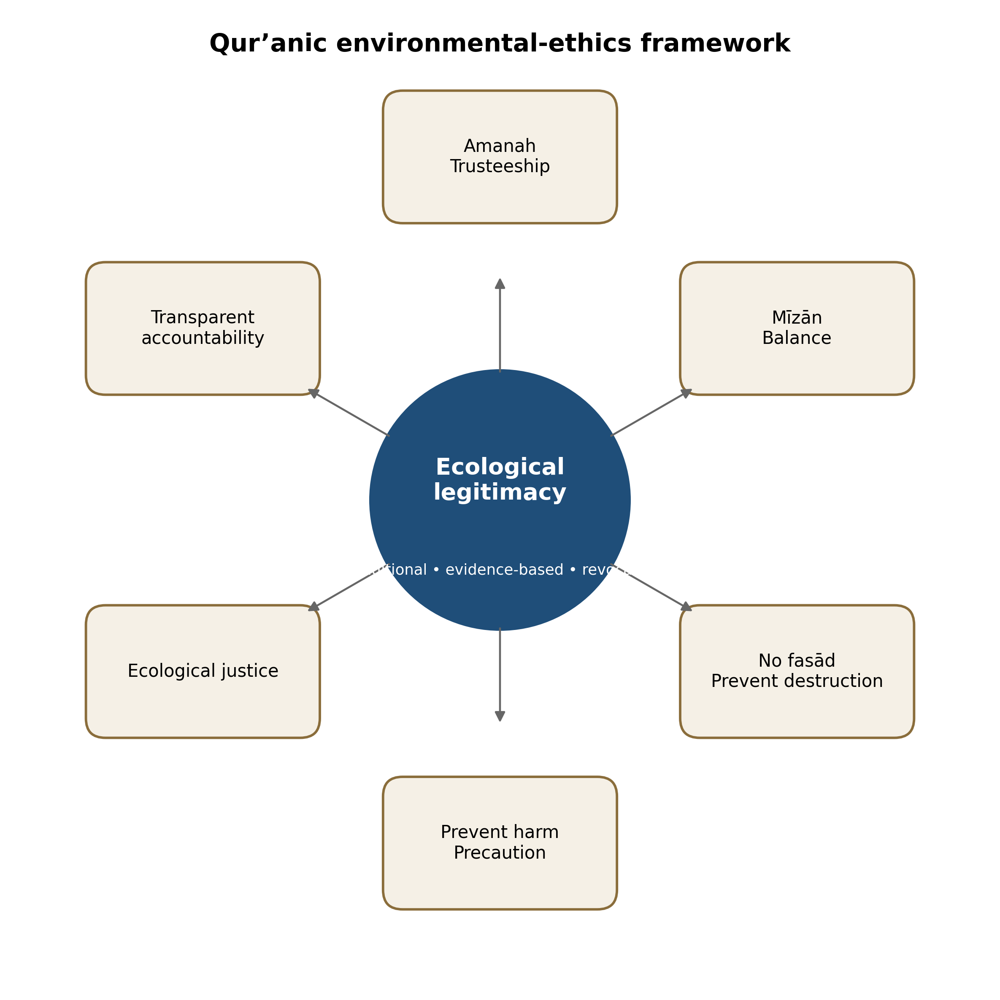 Qur’anic environmental-ethics framework
Amanah
Trusteeship
Transparent
accountability
Mīzān
Balance
Ecological
legitimacy
• evidence-based •
Ecological justice
No fasād
Prevent destruction
Prevent harm
Precaution